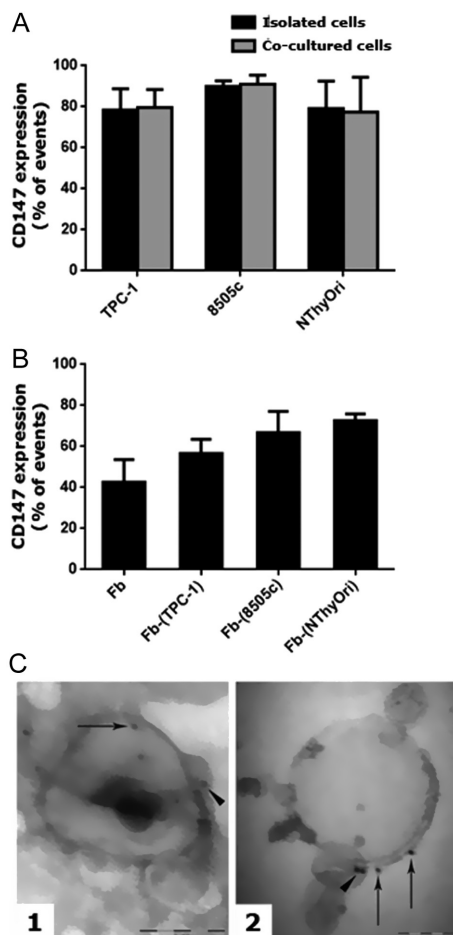 A
Isolated cells
Co-cultured cells
CD147 expression
(% of events)
100
80
60
40
20
0
TPC-1
8505c
NThyOri
B
CD147 expression
(% of events)
100
80
60
40
20
0
Fb
Fb-(TPC-1)
Fb-(8505c)
Fb-(NThyOri)
C
1
2